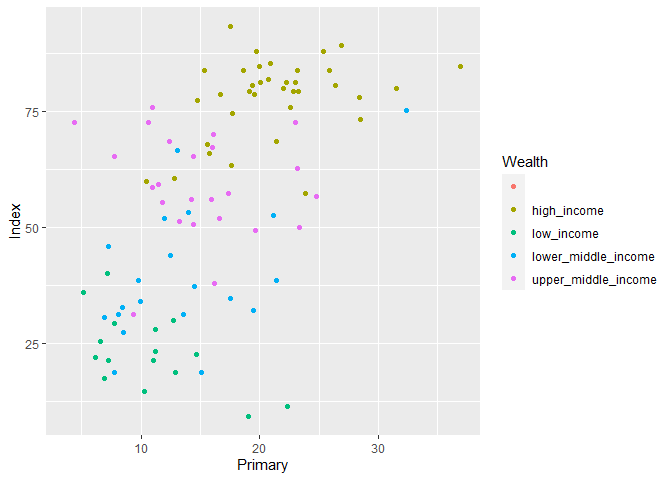 75
50
25
Index
10
20
30
Primary
Wealth
high_income
low_income
lower_middle_income
upper_middle_income